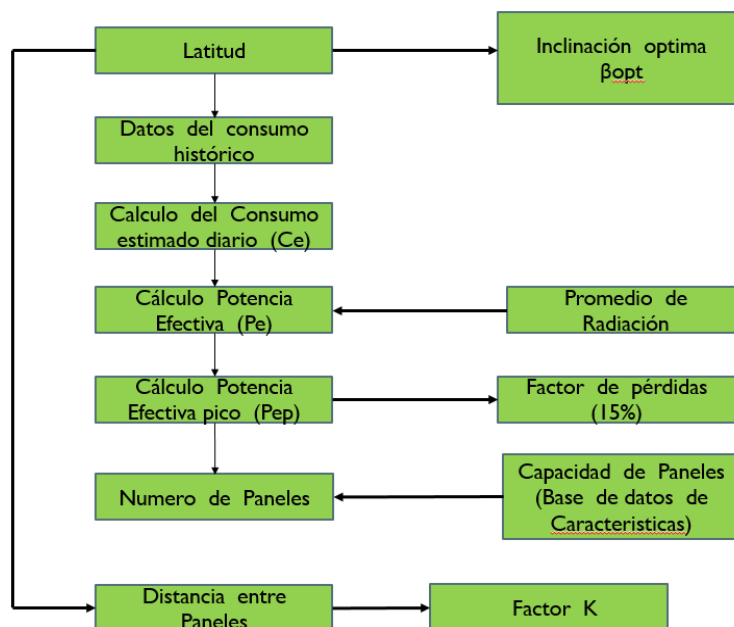 Latitud
Inclinación optima
βopt
Datos del consumo
histórico
Calculo del Consumo
estimado diario (Ce)
Cálculo Potencia
Efectiva (Pe)
Promedio de
Radiación
Cálculo Potencia
Efectiva pico (Pep)
Factor de pérdidas
(15%)
Numero de Paneles
Capacidad de Paneles
(Base de datos de
Caracteristicas)
Distancia entre
Paneles
Factor K